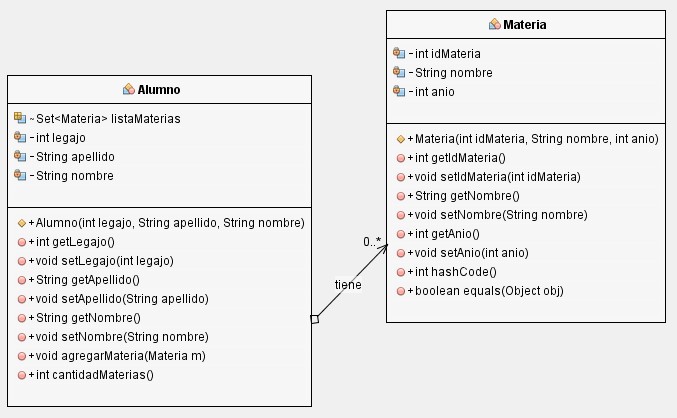 Alumno
~Set<Materia> listaMaterias
-int legajo
-String apellido
-String nombre
+Alumno(int legajo, String apellido, String nombre)
+int getLegajo()
+void setLegajo(int legajo)
+String getApellido()
+void setApellido(String apellido)
+String getNombre()
+void setNombre(String nombre)
+void agregarMateria(Materia m)
+int cantidadMaterias()
0..*
tiene
Materia
-int idMateria
-String nombre
-int anio
+Materia(int idMateria, String nombre, int anio)
+int getIdMateria()
+void setIdMateria(int idMateria)
+String getNombre()
+void setNombre(String nombre)
+int getAnio()
+void setAnio(int anio)
+int hashCode()
+boolean equals(Object obj)